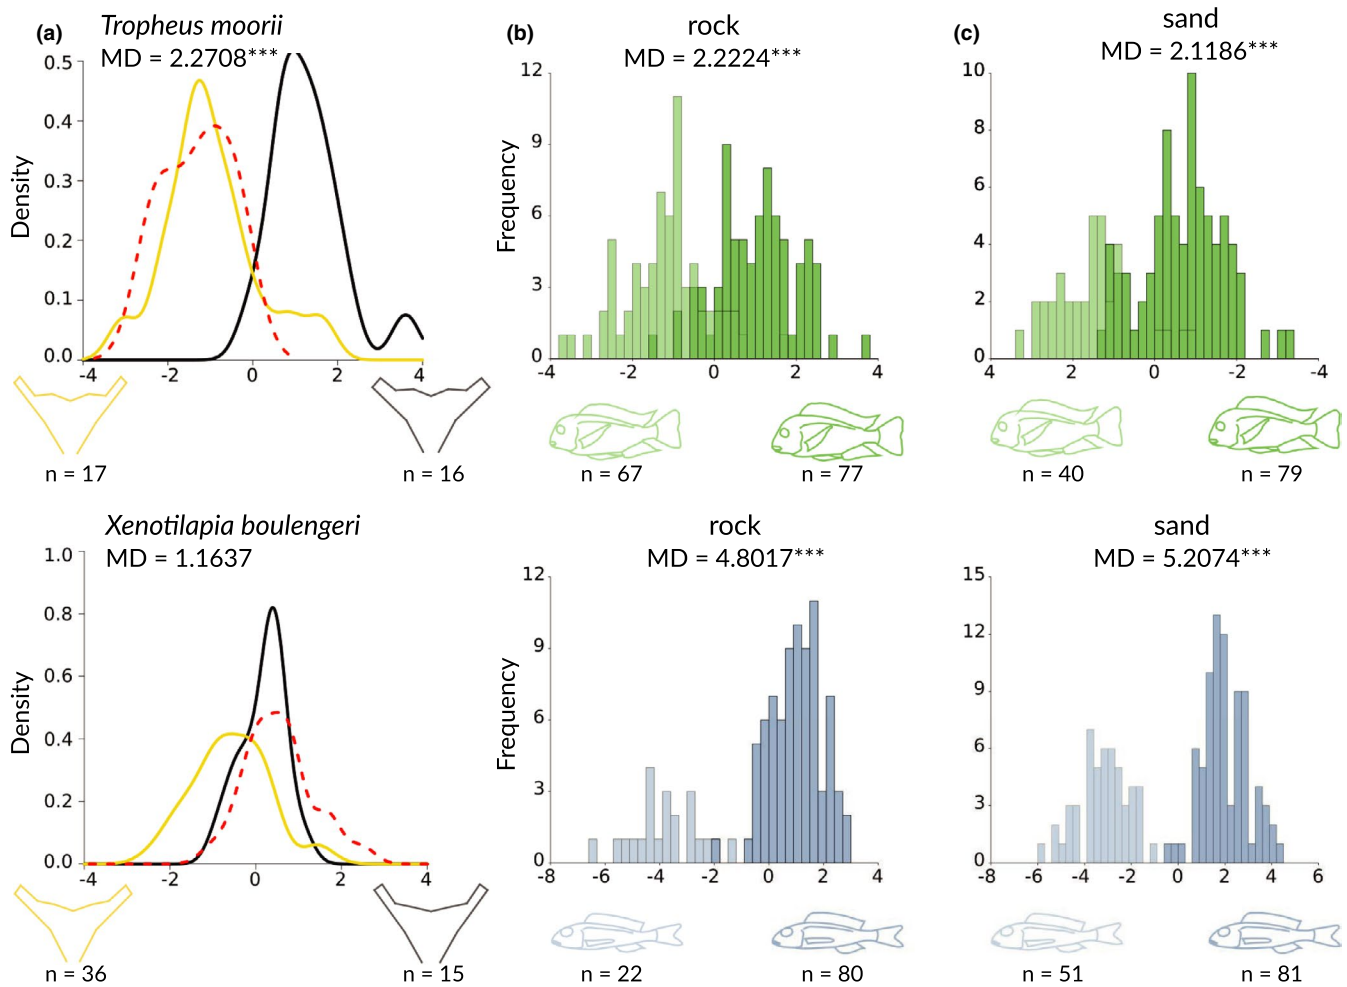 (a) Tropheus moorii
MD = 2.2708***
0.5
0.4
0.3
0.2
0.1
0.0
Density
-4 -2 0 2 4
n = 17 n = 16
(b) rock
MD = 2.2224***
12
9
6
3
0
Frequency
-4 -2 0 2 4
n = 67 n = 77
(c) sand
MD = 2.1186***
10
8
6
4
2
0
4 2 0 -2 -4
n = 40 n = 79
Xenotilapia boulengeri
MD = 1.1637
1.0
0.8
0.6
0.4
0.2
0.0
Density
-4 -2 0 2 4
n = 36 n = 15
rock
MD = 4.8017***
12
9
6
3
0
Frequency
-8 -6 -4 -2 0 2 4
n = 22 n = 80
sand
MD = 5.2074***
15
12
9
6
3
0
-8 -6 -4 -2 0 2 4 6
n = 51 n = 81